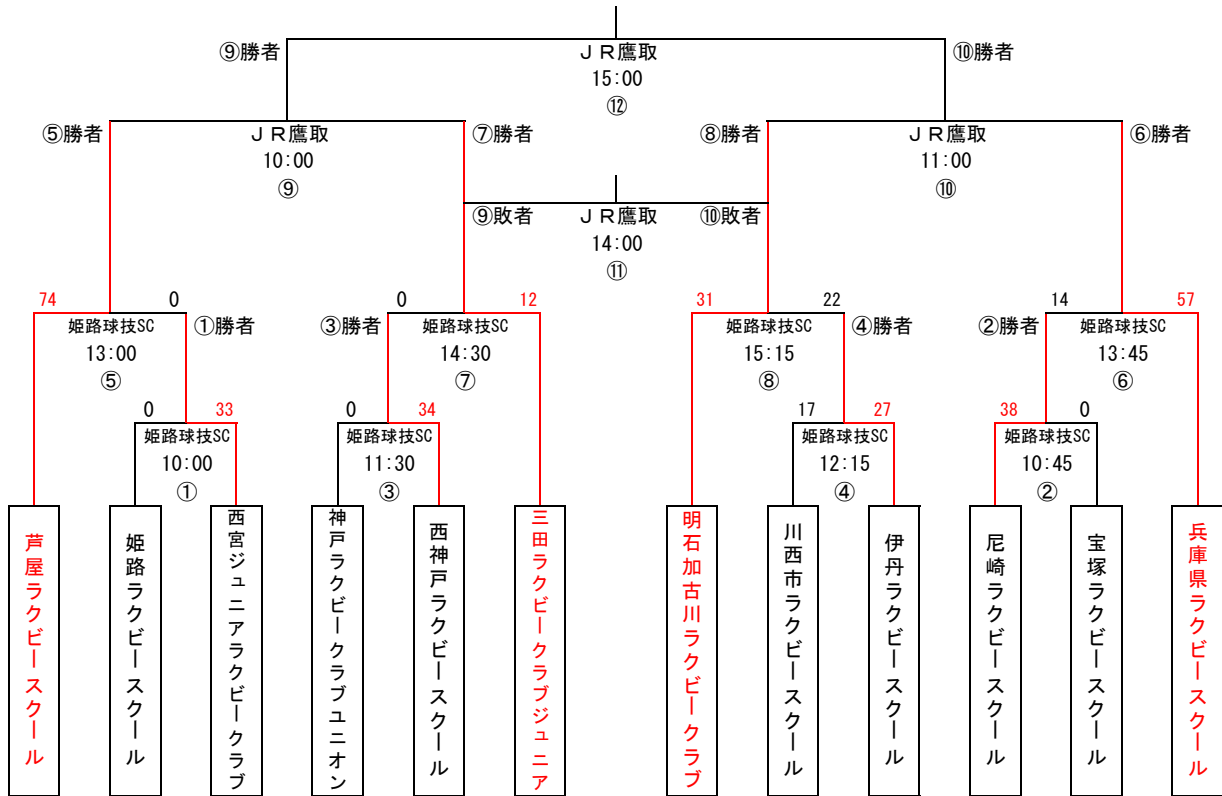 ⑨勝者
JR鷹取
⑩勝者
15:00
⑫
⑤勝者
JR鷹取
⑦勝者
⑧勝者
JR鷹取
⑥勝者
10:00
11:00
⑨
⑩
⑨敗者
JR鷹取
⑩敗者
14:00
⑪
74
0
0
12
31
22
14
57
姫路球技SC
①勝者
③勝者
姫路球技SC
姫路球技SC
④勝者
②勝者
姫路球技SC
13:00
14:30
15:15
13:45
⑤
⑦
⑧
⑥
0
33
0
34
17
27
38
0
姫路球技SC
姫路球技SC
姫路球技SC
姫路球技SC
10:00
11:30
12:15
10:45
①
③
④
②
芦屋ラクビースクール
姫路ラクビースクール
西宮ジュニアラクビークラブ
神戸ラクビークラブユニオン
西神戸ラクビースクール
三田ラクビークラブジュニア
明石加古川ラクビークラブ
川西市ラクビースクール
伊丹ラクビースクール
尼崎ラクビースクール
宝塚ラクビースクール
兵庫県ラクビースクール